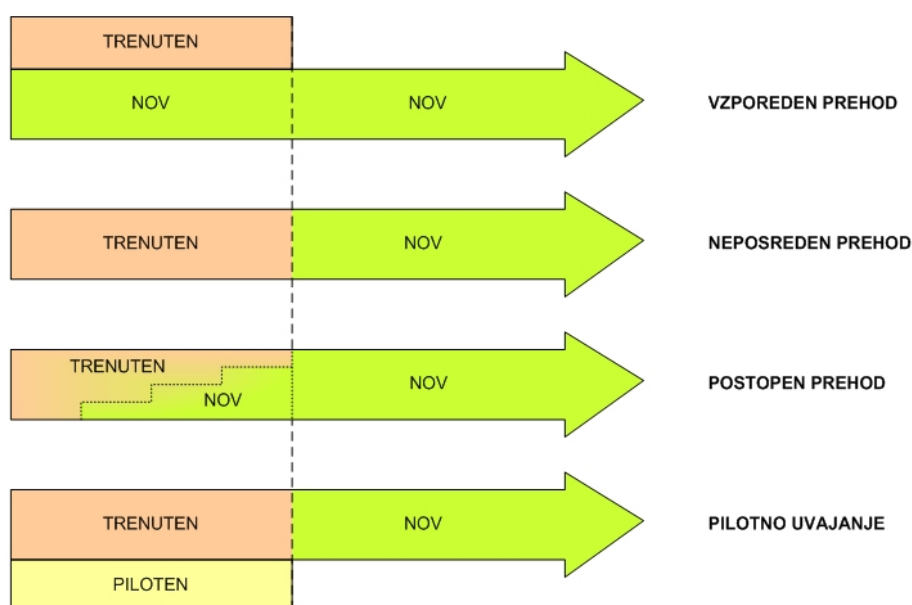 TRENUTEN
NOV NOV VZPOREDEN PREHOD
TRENUTEN NOV NEPOSREDEN PREHOD
TRENUTEN
NOV NOV POSTOPEN PREHOD
TRENUTEN NOV PILOTNO UVAJANJE
PILOTEN